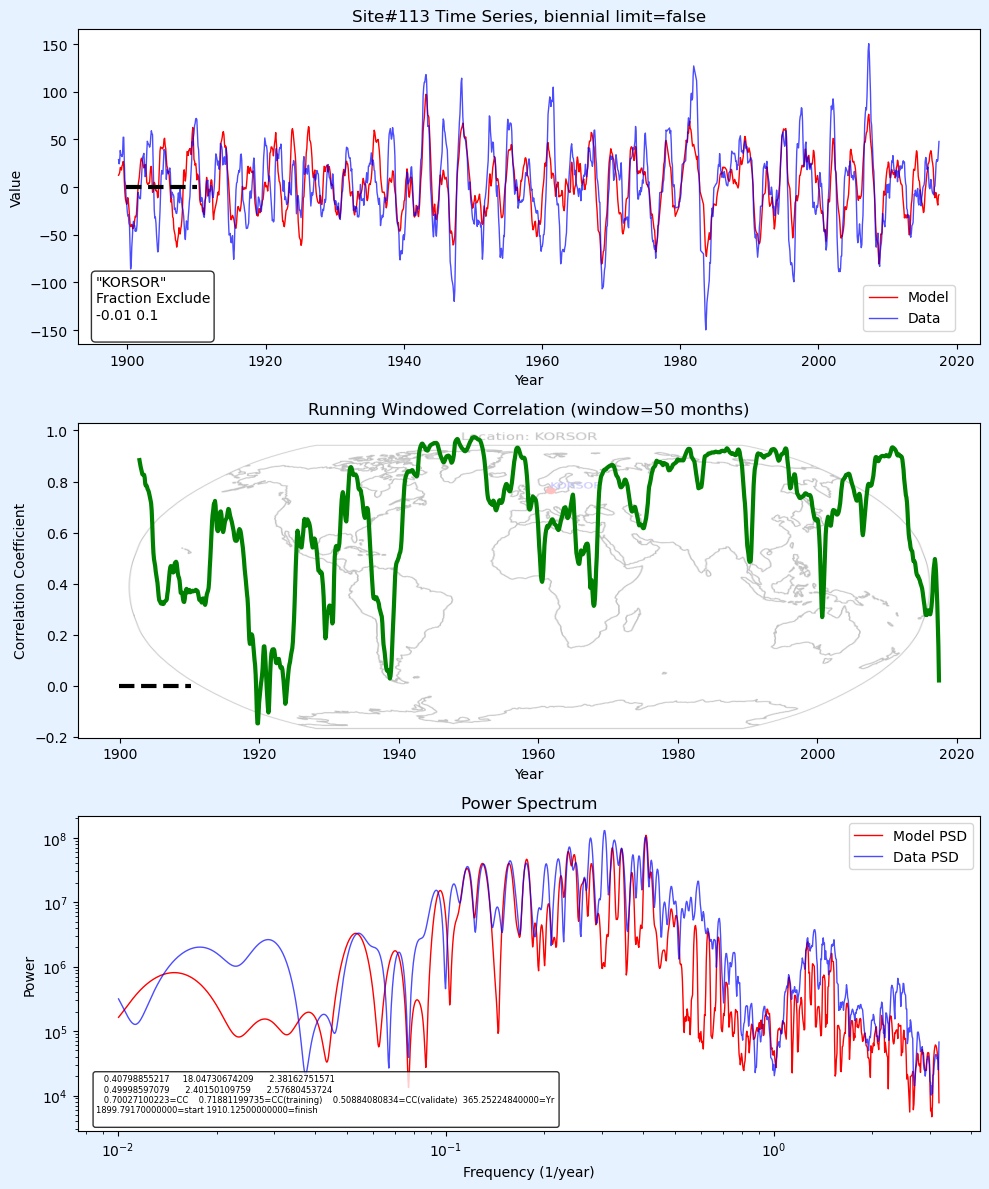 Site#113 Time Series, biennial limit=false
150
100
50
0
−50
−100
−150
Value
"KORSOR"
Fraction Exclude
-0.01 0.1
Model
Data
1900 1920 1940 1960 1980 2000 2020
Year
Running Windowed Correlation (window=50 months)
Location: KORSOR
KORSOR
1.0
0.8
0.6
0.4
0.2
0.0
−0.2
Correlation Coefficient
1900 1920 1940 1960 1980 2000 2020
Year
Power Spectrum
Model PSD
Data PSD
10^8
10^7
10^6
10^5
10^4
Power
0.40798855217 18.04730674209 2.38162751571
0.49998597079 2.40150109759 2.57680453724
0.70027100223=CC 0.71881199735=CC(training) 0.50884080834=CC(validate) 365.25224840000=Yr
1899.79170000000=start 1910.12500000000=finish
10^−2 10^−1 10^0
Frequency (1/year)